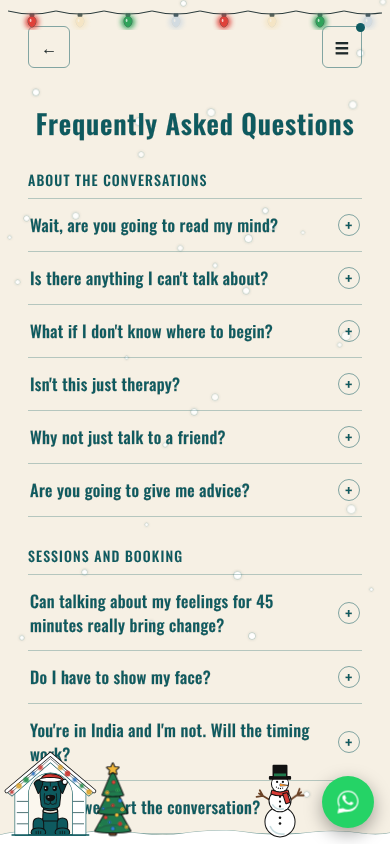 Frequently Asked Questions
ABOUT THE CONVERSATIONS
Wait, are you going to read my mind?
Is there anything I can't talk about?
What if I don't know where to begin?
Isn't this just therapy?
Why not just talk to a friend?
Are you going to give me advice?
SESSIONS AND BOOKING
Can talking about my feelings for 45
minutes really bring change?
Do I have to show my face?
You're in India and I'm not. Will the timing
work?
the conversation?